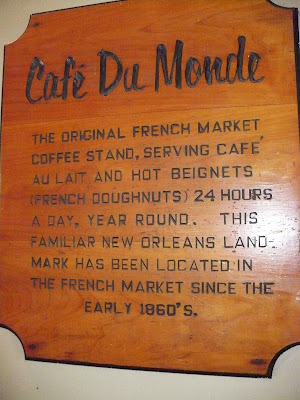 Café Du Monde
THE ORIGINAL FRENCH MARKET
COFFEE STAND, SERVING CAFÉ
AU LAIT AND HOT BEIGNETS
(FRENCH DOUGHNUTS) 24 HOURS
A DAY, YEAR ROUND. THIS
FAMILIAR NEW ORLEANS LAND-
MARK HAS BEEN LOCATED IN
THE FRENCH MARKET SINCE THE
EARLY 1860'S.